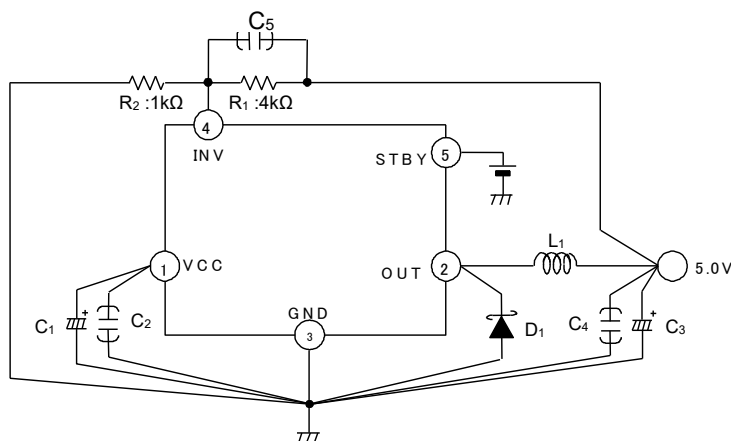 C5
R2 :1kΩ
R1 :4kΩ
4
INV
STBY
5
1
VCC
OUT
2
L1
5.0V
GND
3
C1
+
C2
D1
C4
+
C3